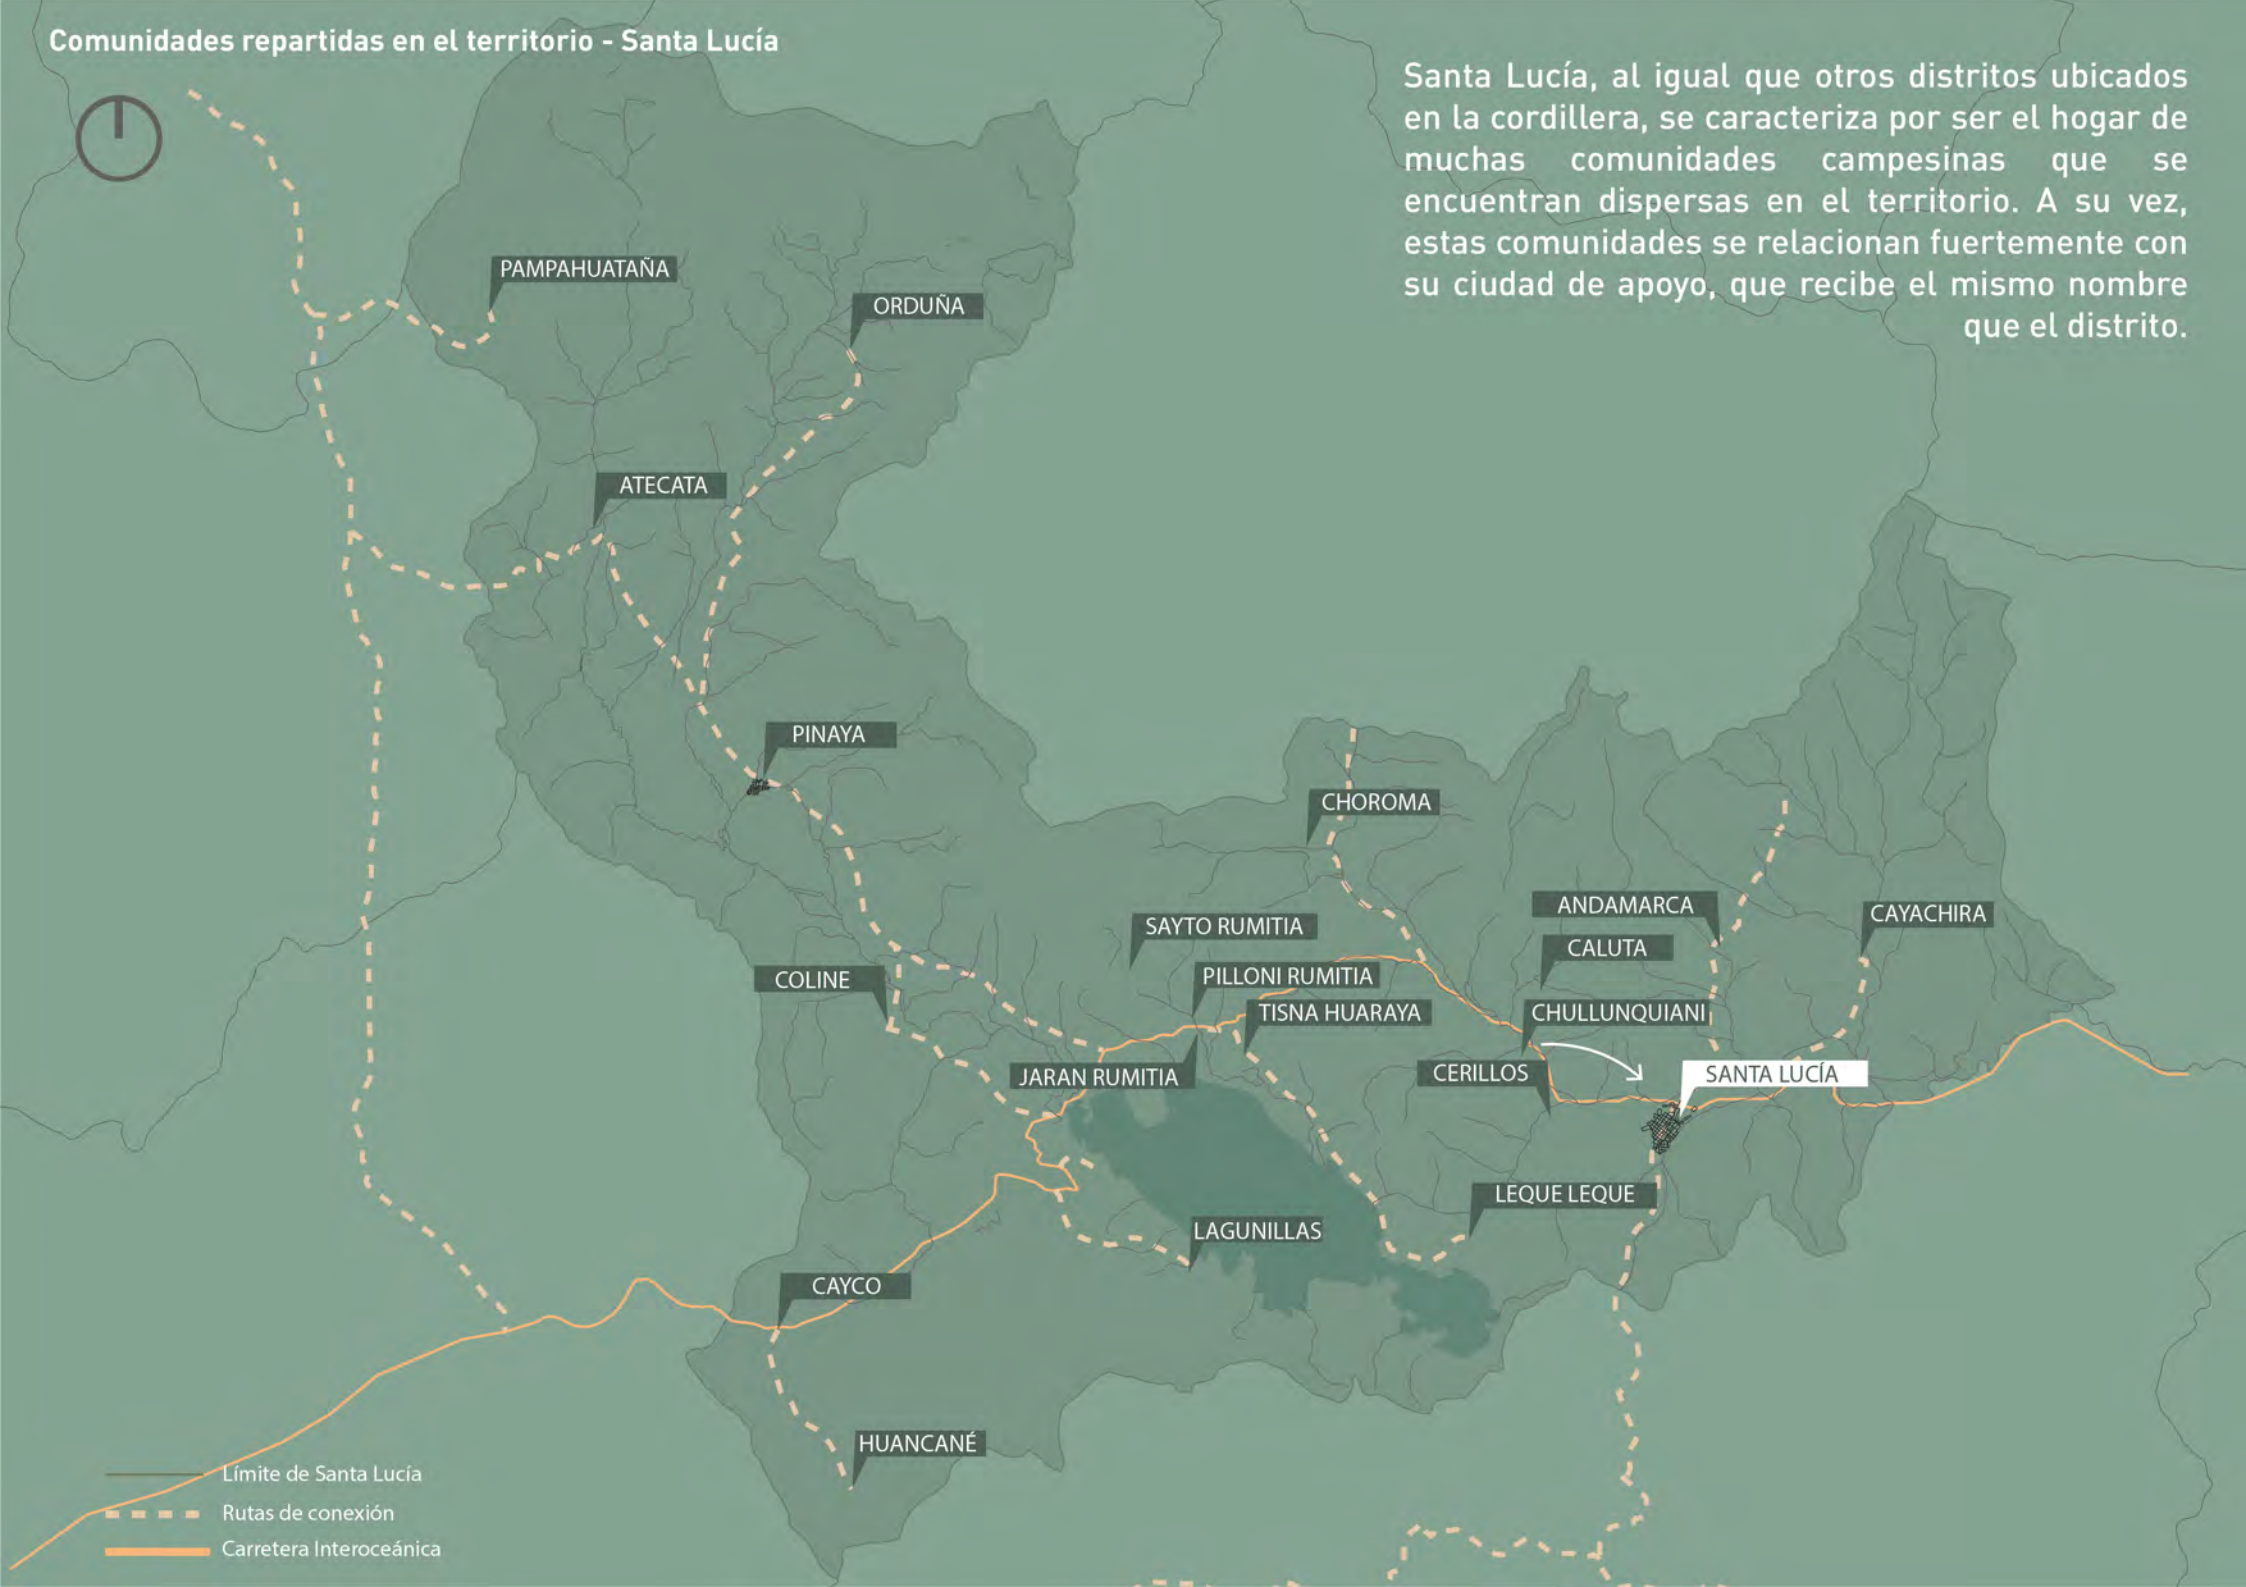 Comunidades repartidas en el territorio - Santa Lucía
Santa Lucía, al igual que otros distritos ubicados
en la cordillera, se caracteriza por ser el hogar de
muchas comunidades campesinas que se
encuentran dispersas en el territorio. A su vez,
estas comunidades se relacionan fuertemente con
su ciudad de apoyo, que recibe el mismo nombre
que el distrito.
PAMPAHUATAÑA
ORDUÑA
ATECATA
PINAYA
CHOROMA
ANDAMARCA
CAYACHIRA
SAYTO RUMITIA
CALUTA
COLINE
PILLONI RUMITIA
TISNA HUARAYA
CHULLUNQUIANI
JARAN RUMITIA
CERILLOS
SANTA LUCÍA
LEQUE LEQUE
LAGUNILLAS
CAYCO
HUANCANÉ
Límite de Santa Lucía
Rutas de conexión
Carretera Interoceánica